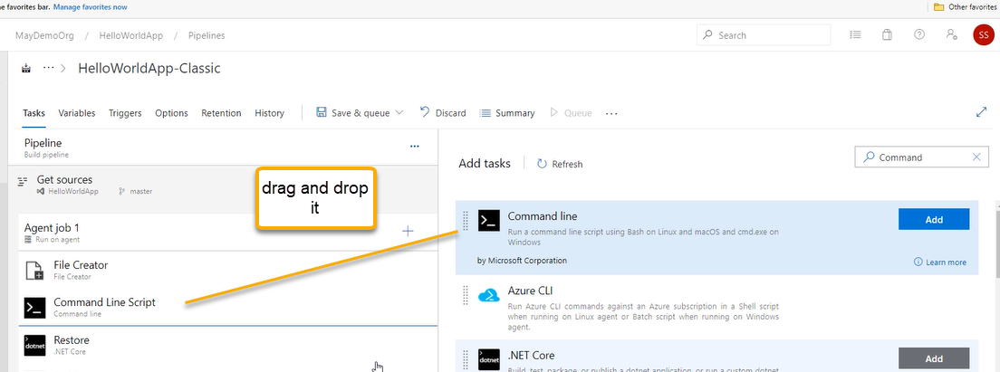 e favorites bar. Manage favorites now
Other favorites
MayDemoOrg / HelloWorldApp / Pipelines
Search
SS
HelloWorldApp-Classic
Tasks Variables Triggers Options Retention History Save & queue Discard Summary Queue
Pipeline
Build pipeline
Get sources
HelloWorldApp master
Agent job 1
Run on agent
File Creator
File Creator
Command Line Script
Command line
Restore
.NET Core
dotnet
drag and drop
it
Add tasks Refresh
Command
Command line
Add
Run a command line script using Bash on Linux and macOS and cmd.exe on
Windows
by Microsoft Corporation
Learn more
Azure CLI
Run Azure CLI commands against an Azure subscription in a Shell script
when running on Linux agent or Batch script when running on Windows
agent.
dotnet
.NET Core
Add
Build, test, package, or publish a dotnet application, or run a custom dotnet